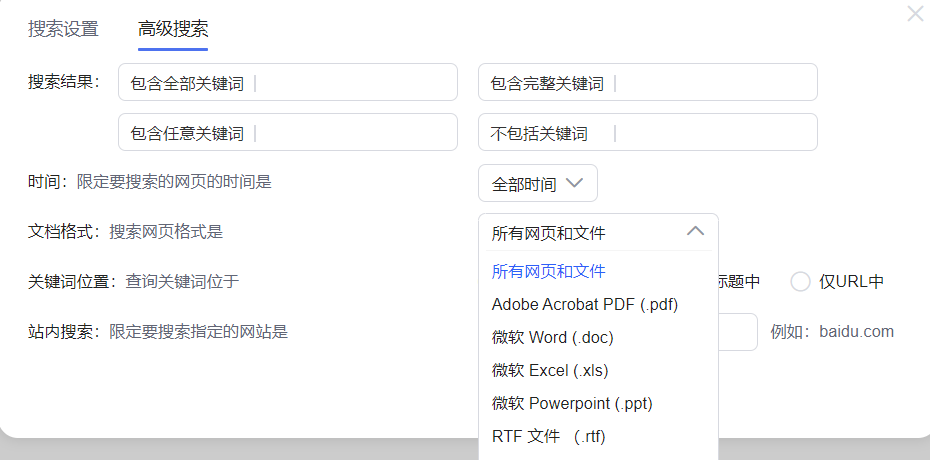 搜索设置 高级搜索
搜索结果： 包含全部关键词 包含完整关键词
包含任意关键词 不包括关键词
时间：限定要搜索的网页的时间是 全部时间
文档格式：搜索网页格式是 所有网页和文件
所有网页和文件
关键词位置：查询关键词位于 标题中 仅URL中
Adobe Acrobat PDF (.pdf)
站内搜索：限定要搜索指定的网站是 例如：baidu.com
微软 Word (.doc)
微软 Excel (.xls)
微软 Powerpoint (.ppt)
RTF 文件 (.rtf)